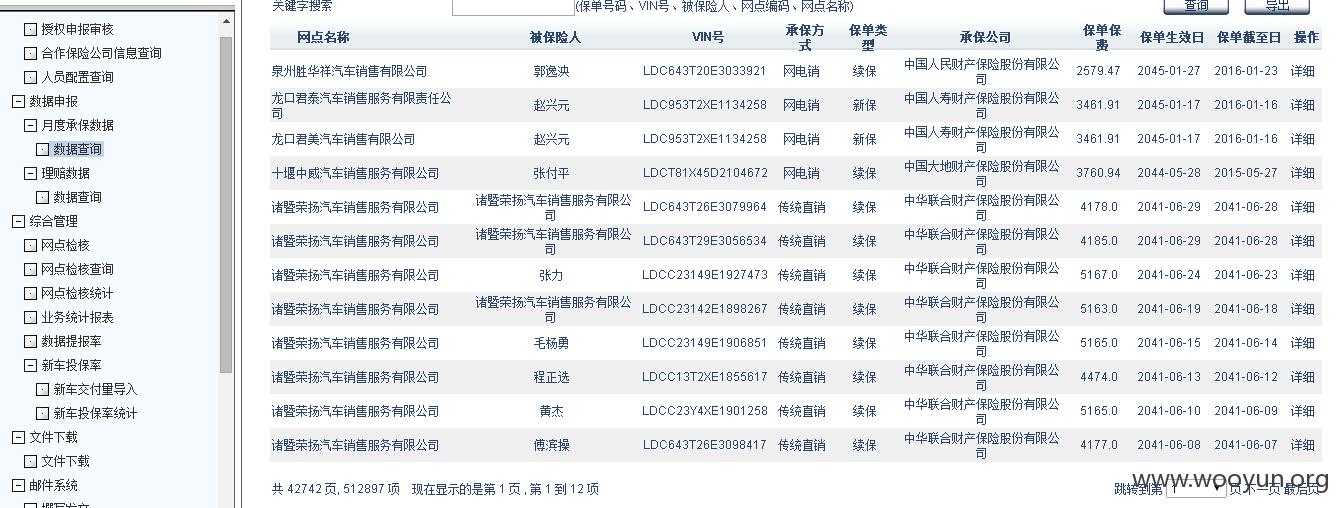 关键字搜索 (保单号码、VIN号、被保险人、网点编码、网点名称) 查询 导出
授权申报审核
合作保险公司信息查询
人员配置查询
数据申报
月度承保数据
数据查询
理赔数据
数据查询
综合管理
网点检核
网点检核查询
网点检核统计
业务统计报表
数据提报率
新车投保率
新车交付量导入
新车投保率统计
文件下载
文件下载
邮件系统
网点名称 被保险人 VIN号 承保方式 保单类型 承保公司 保单保费 保单生效日 保单截至日 操作
泉州胜华祥汽车销售有限公司 郭逸泱 LDC643T20E3033921 网电销 续保 中国人民财产保险股份有限公司 2579.47 2045-01-27 2016-01-23 详细
龙口君泰汽车销售服务有限责任公司 赵兴元 LDC953T2XE1134258 网电销 新保 中国人寿财产保险股份有限公司 3461.91 2045-01-17 2016-01-16 详细
龙口君美汽车销售有限公司 赵兴元 LDC953T2XE1134258 网电销 新保 中国人寿财产保险股份有限公司 3461.91 2045-01-17 2016-01-16 详细
十堰中威汽车销售服务有限公司 张付平 LDCT81X45D2104672 网电销 续保 中国大地财产保险股份有限公司 3760.94 2044-05-28 2015-05-27 详细
诸暨荣扬汽车销售服务有限公司 诸暨荣扬汽车销售服务有限公司 LDC643T26E3079964 传统直销 续保 中华联合财产保险股份有限公司 4178.0 2041-06-29 2041-06-28 详细
诸暨荣扬汽车销售服务有限公司 诸暨荣扬汽车销售服务有限公司 LDC643T29E3056534 传统直销 续保 中华联合财产保险股份有限公司 4185.0 2041-06-29 2041-06-28 详细
诸暨荣扬汽车销售服务有限公司 张力 LDCC23149E1927473 传统直销 续保 中华联合财产保险股份有限公司 5167.0 2041-06-24 2041-06-23 详细
诸暨荣扬汽车销售服务有限公司 诸暨荣扬汽车销售服务有限公司 LDCC23142E1898267 传统直销 续保 中华联合财产保险股份有限公司 5163.0 2041-06-19 2041-06-18 详细
诸暨荣扬汽车销售服务有限公司 毛杨勇 LDCC23149E1906851 传统直销 续保 中华联合财产保险股份有限公司 5165.0 2041-06-15 2041-06-14 详细
诸暨荣扬汽车销售服务有限公司 程正选 LDCC13T2XE1855617 传统直销 续保 中华联合财产保险股份有限公司 4474.0 2041-06-13 2041-06-12 详细
诸暨荣扬汽车销售服务有限公司 黄杰 LDCC23Y4XE1901258 传统直销 续保 中华联合财产保险股份有限公司 5165.0 2041-06-10 2041-06-09 详细
诸暨荣扬汽车销售服务有限公司 傅滨操 LDC643T26E3098417 传统直销 续保 中华联合财产保险股份有限公司 4177.0 2041-06-08 2041-06-07 详细
共 42742 页, 512897 项 现在显示的是第 1 页 , 第 1 到 12 项 跳转到第 1 页 下一页 最后页
www.wooyun.org